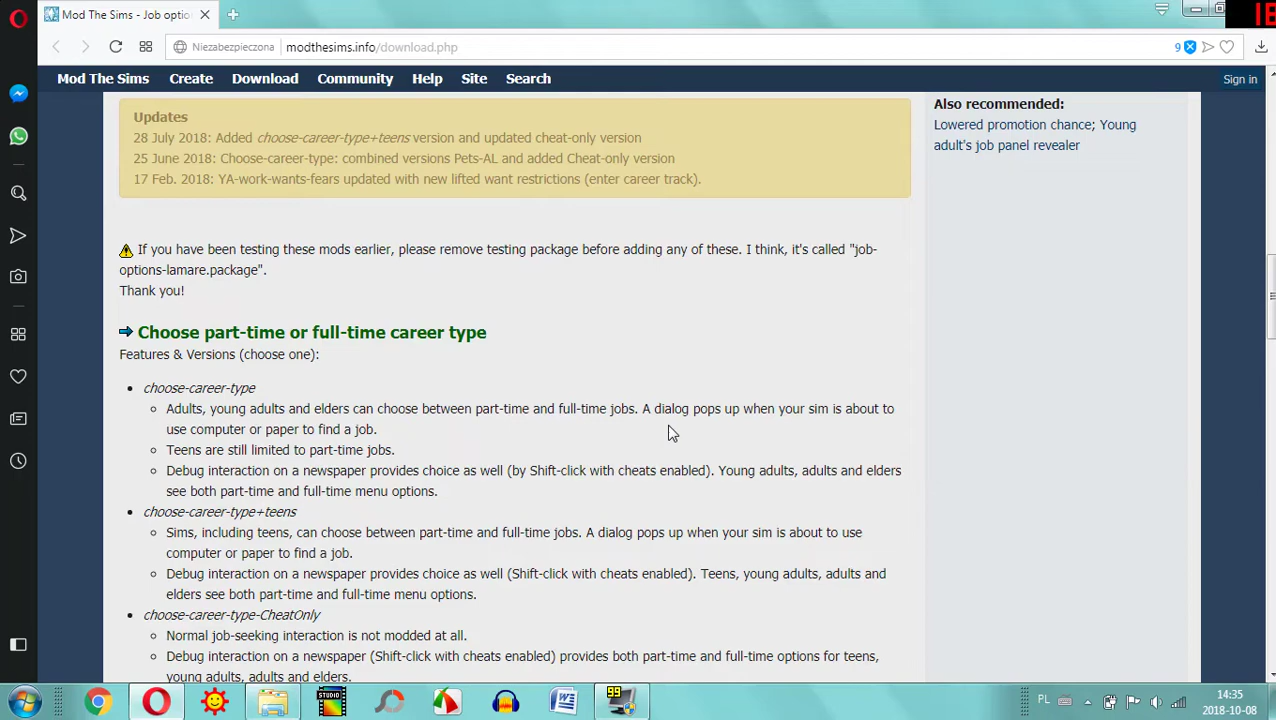 Mod The Sims - Job option
Niezabezpieczona modthesims.info/download.php 9
Mod The Sims Create Download Community Help Site Search Sign in
Updates
28 July 2018: Added choose-career-type+teens version and updated cheat-only version
25 June 2018: Choose-career-type: combined versions Pets-AL and added Cheat-only version
17 Feb. 2018: YA-work-wants-fears updated with new lifted want restrictions (enter career track).
Also recommended:
Lowered promotion chance; Young
adult's job panel revealer
If you have been testing these mods earlier, please remove testing package before adding any of these. I think, it's called "job-
options-lamare.package".
Thank you!
Choose part-time or full-time career type
Features & Versions (choose one):
choose-career-type
Adults, young adults and elders can choose between part-time and full-time jobs. A dialog pops up when your sim is about to
use computer or paper to find a job.
Teens are still limited to part-time jobs.
Debug interaction on a newspaper provides choice as well (by Shift-click with cheats enabled). Young adults, adults and elders
see both part-time and full-time menu options.
choose-career-type+teens
Sims, including teens, can choose between part-time and full-time jobs. A dialog pops up when your sim is about to use
computer or paper to find a job.
Debug interaction on a newspaper provides choice as well (Shift-click with cheats enabled). Teens, young adults, adults and
elders see both part-time and full-time menu options.
choose-career-type-CheatOnly
Normal job-seeking interaction is not modded at all.
Debug interaction on a newspaper (Shift-click with cheats enabled) provides both part-time and full-time options for teens,
young adults, adults and elders.
STUDIO 99 PL 14:35
2018-10-08